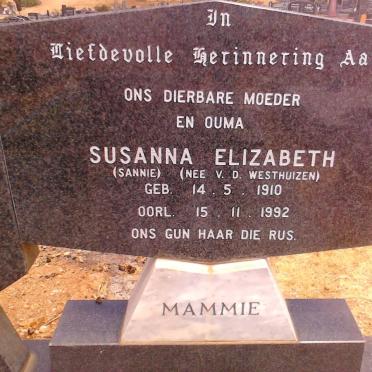 In
Liefdevolle Herinnering Aa
ONS DIERBARE MOEDER
EN OUMA
SUSANNA ELIZABETH
(SANNIE) (NEE V. D. WESTHUIZEN)
GEB. 14 . 5 . 1910
OORL. 15 . 11 . 1992
ONS GUN HAAR DIE RUS.
MAMMIE